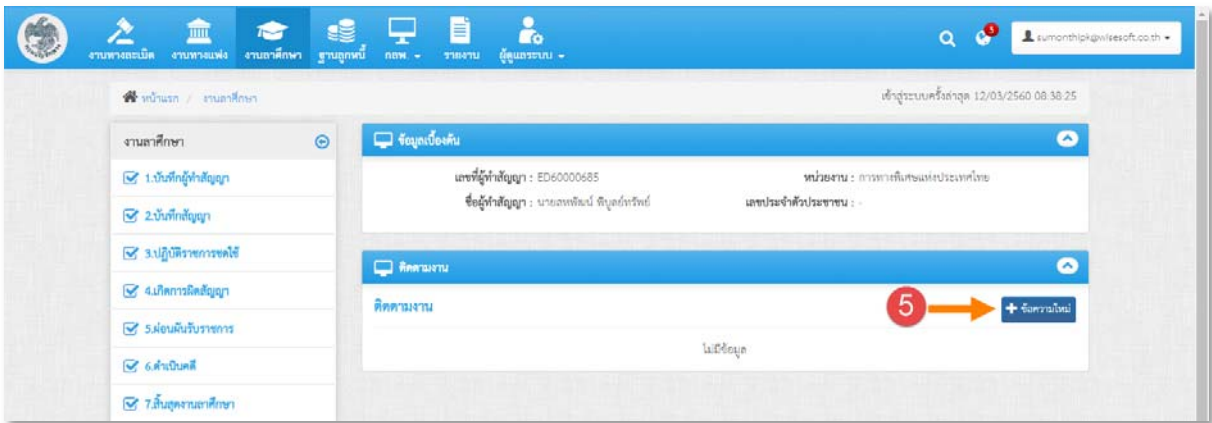 งานทางละเมิด งานทางแพ่ง งานลาศึกษา ฐานลูกหนี้ กลพ. รายงาน ผู้ดูแลระบบ
3
sumonthipk@wisesoft.co.th
หน้าแรก / งานลาศึกษา
เข้าสู่ระบบครั้งล่าสุด 12/03/2560 08:38:25
งานลาศึกษา
1.บันทึกผู้ทำสัญญา
2.บันทึกสัญญา
3.ปฏิบัติราชการชดใช้
4.เกิดการผิดสัญญา
5.ผ่อนผันรับราชการ
6.ดำเนินคดี
7.สิ้นสุดงานลาศึกษา
ข้อมูลเบื้องต้น
เลขที่ผู้ทำสัญญา : ED60000685
หน่วยงาน : การทางพิเศษแห่งประเทศไทย
ชื่อผู้ทำสัญญา : พิบูลย์ทรัพย์
เลขประจำตัวประชาชน : -
ติดตามงาน
ติดตามงาน
5
+ ข้อความใหม่
ไม่มีข้อมูล